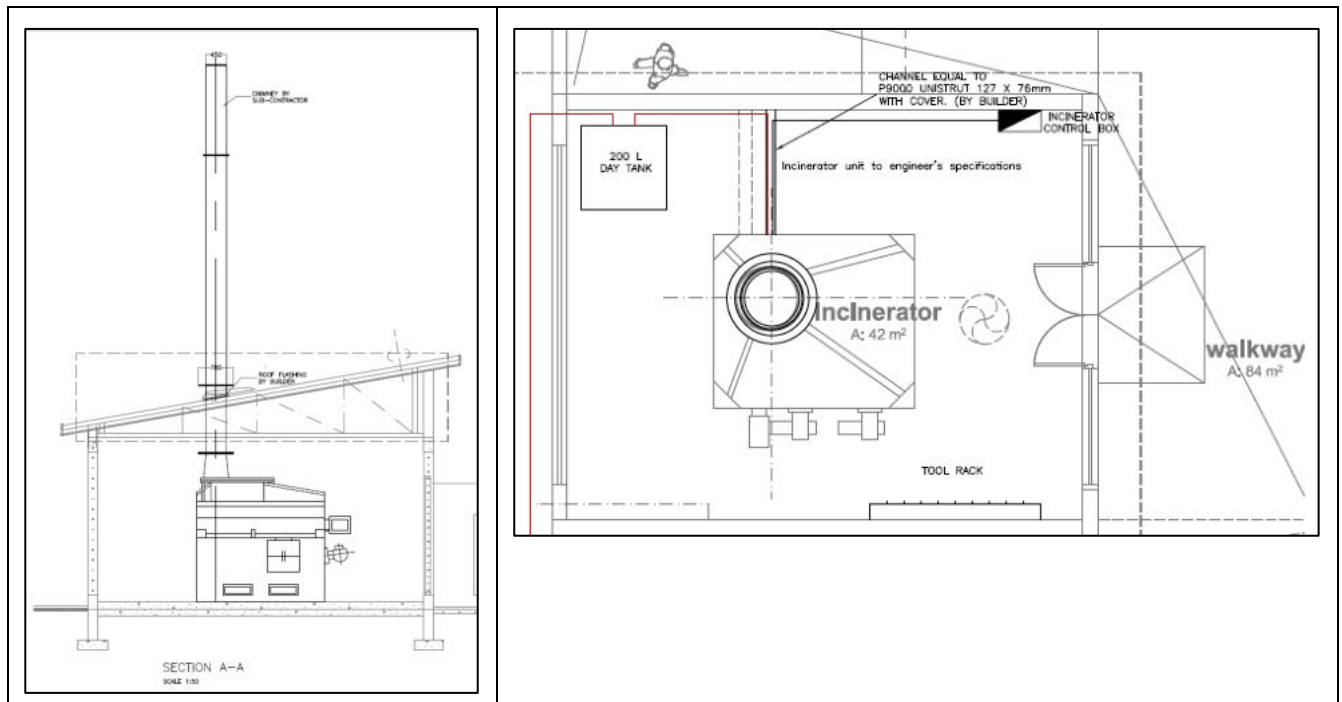 450
CHIMNEY BY
SUB-CONTRACTOR
760
ROOF FLASHING
BY BUILDER
SECTION A-A
SCALE 1:50
CHANNEL EQUAL TO
P9000 UNISTRUT 127 X 76mm
WITH COVER. (BY BUILDER)
INCINERATOR
CONTROL BOX
200 L
DAY TANK
Incinerator unit to engineer's specifications
Incinerator
A: 42 m²
walkway
A: 84 m²
TOOL RACK